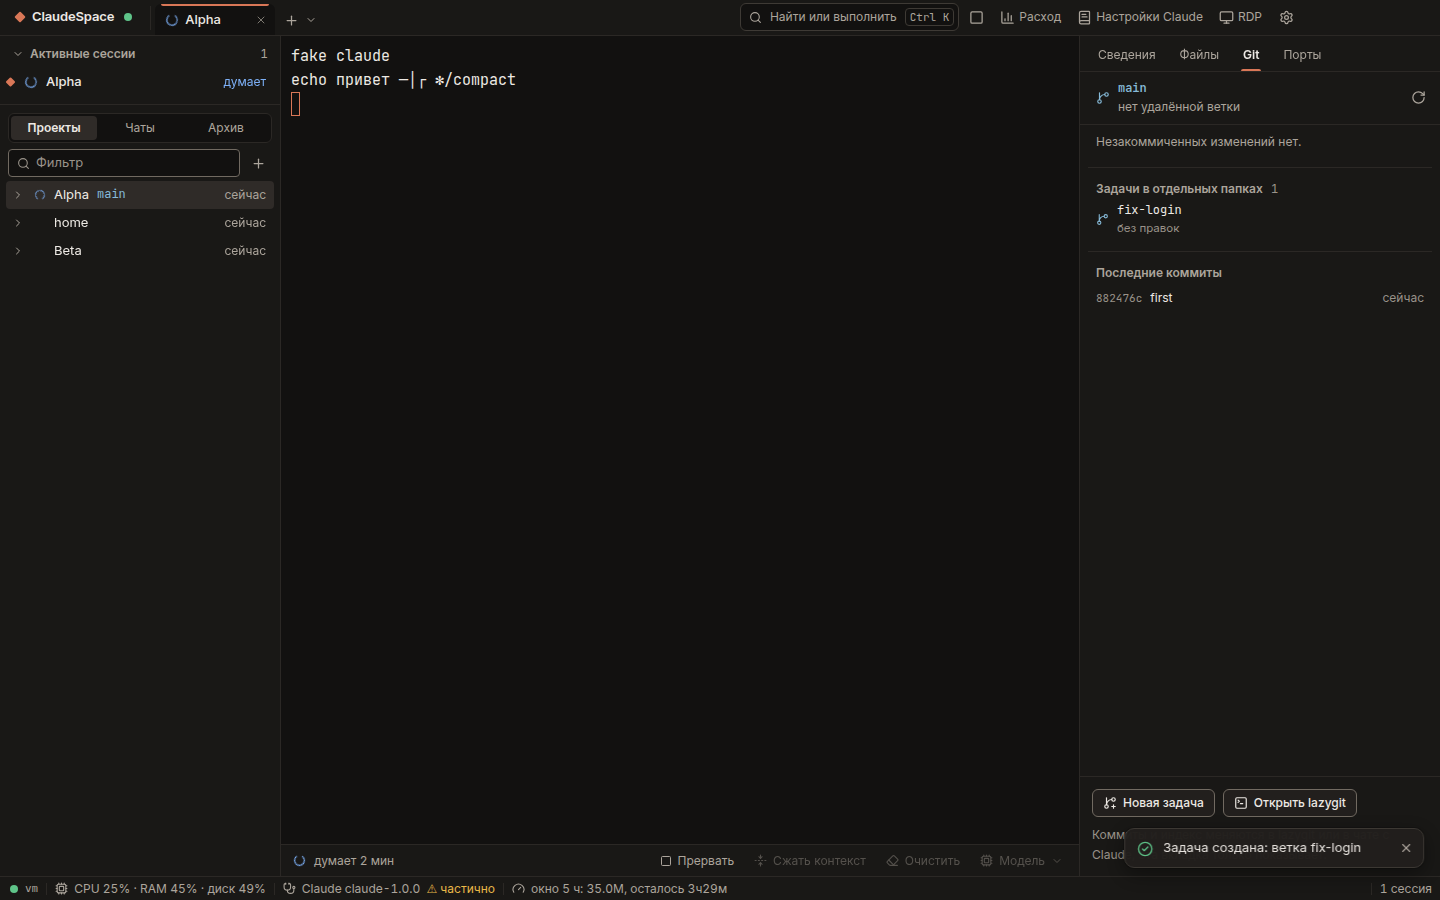 ClaudeSpace
Alpha
Найти или выполнить Ctrl K
Расход
Настройки Claude
RDP
Активные сессии 1
Alpha думает
Проекты Чаты Архив
Фильтр
Alpha main сейчас
home сейчас
Beta сейчас
fake claude
echo привет ─│┌ ✻/compact
думает 2 мин
Прервать
Сжать контекст
Очистить
Модель
Сведения Файлы Git Порты
main
нет удалённой ветки
Незакоммиченных изменений нет.
Задачи в отдельных папках 1
fix-login
без правок
Последние коммиты
882476c first сейчас
Новая задача
Открыть lazygit
Задача создана: ветка fix-login
vm
CPU 25% · RAM 45% · диск 49%
Claude claude-1.0.0 ⚠ частично
окно 5 ч: 35.0M, осталось 3ч29м
1 сессия